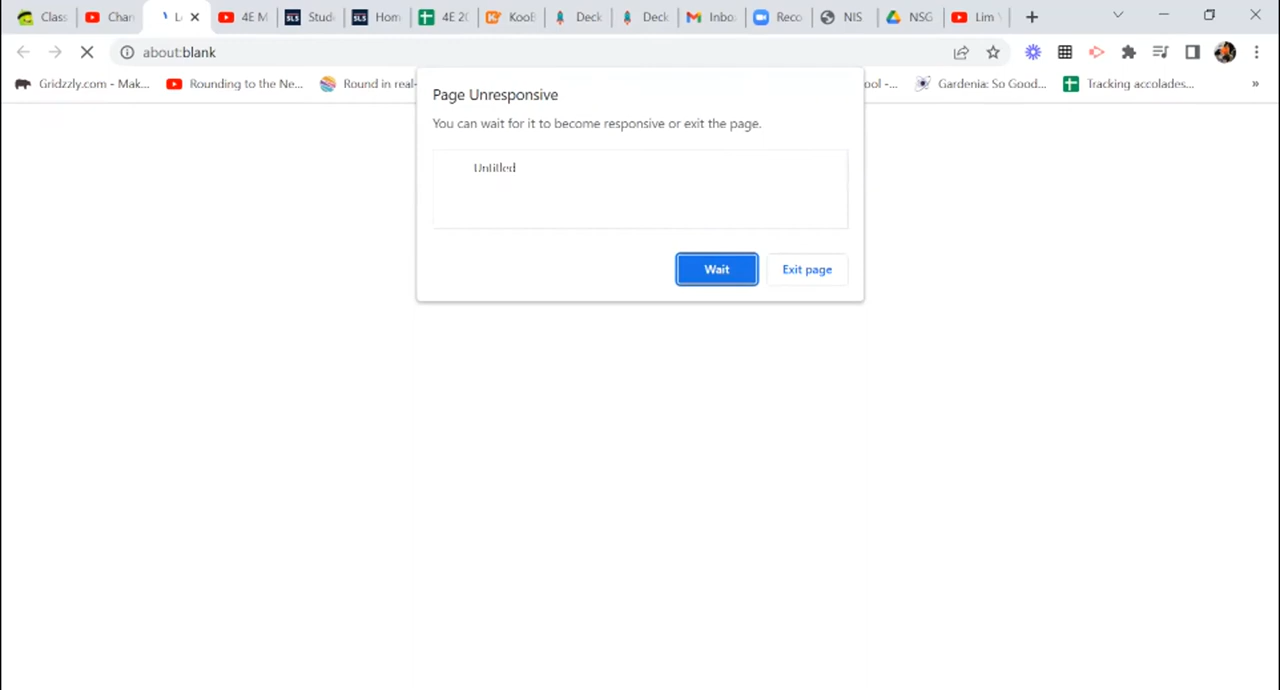 Class Chan L 4E M Stud Hom 4E 20 Koo Deck Deck Inbo Reco NIS NSG Lim
about:blank
Gridzzly.com - Mak... Rounding to the Ne... Round in real- ool -... Gardenia: So Good... Tracking accolades... »
Page Unresponsive
You can wait for it to become responsive or exit the page.
Untitled
Wait Exit page